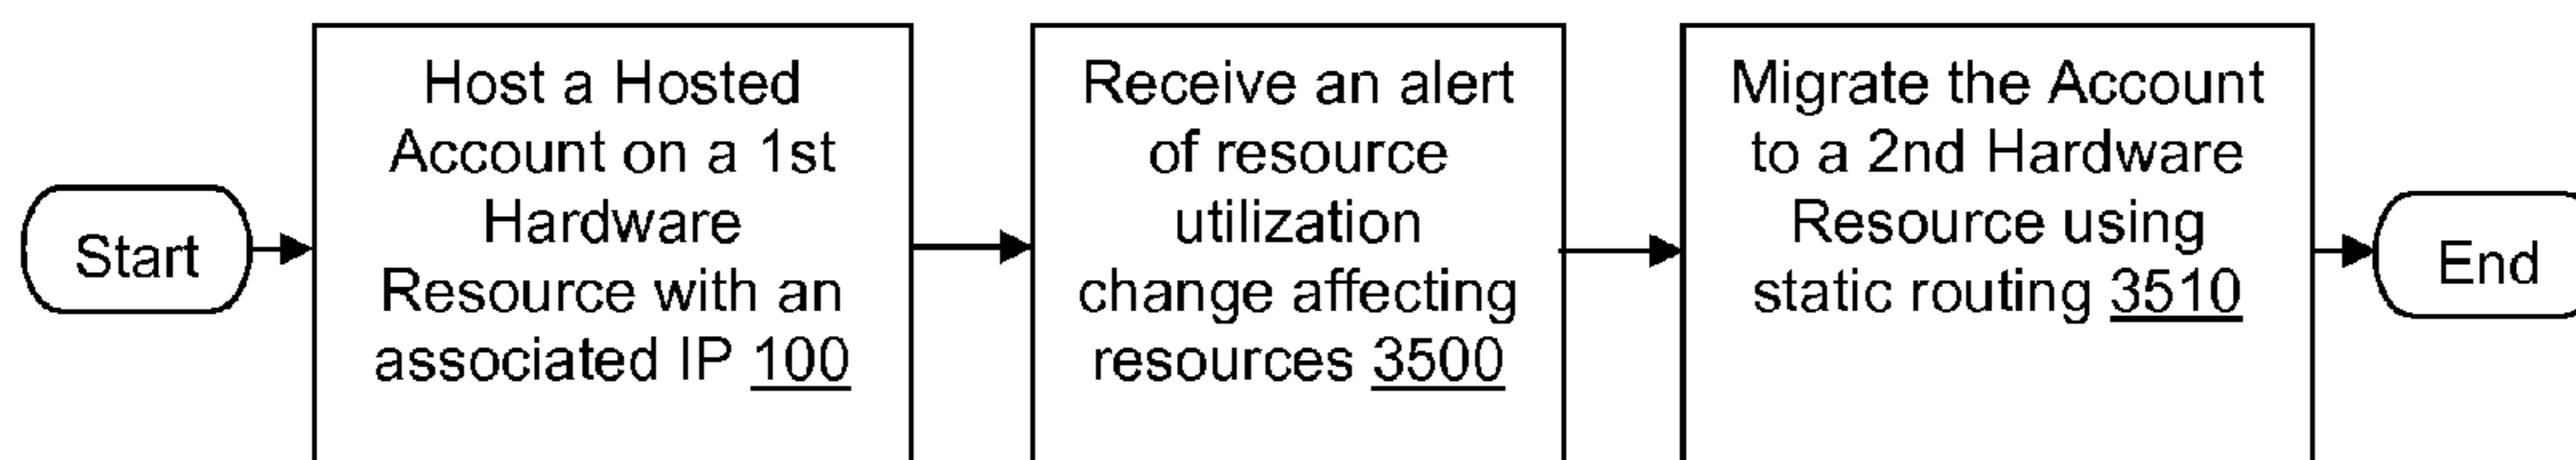 Start
Host a Hosted
Account on a 1st
Hardware
Resource with an
associated IP 100
Receive an alert
of resource
utilization
change affecting
resources 3500
Migrate the Account
to a 2nd Hardware
Resource using
static routing 3510
End